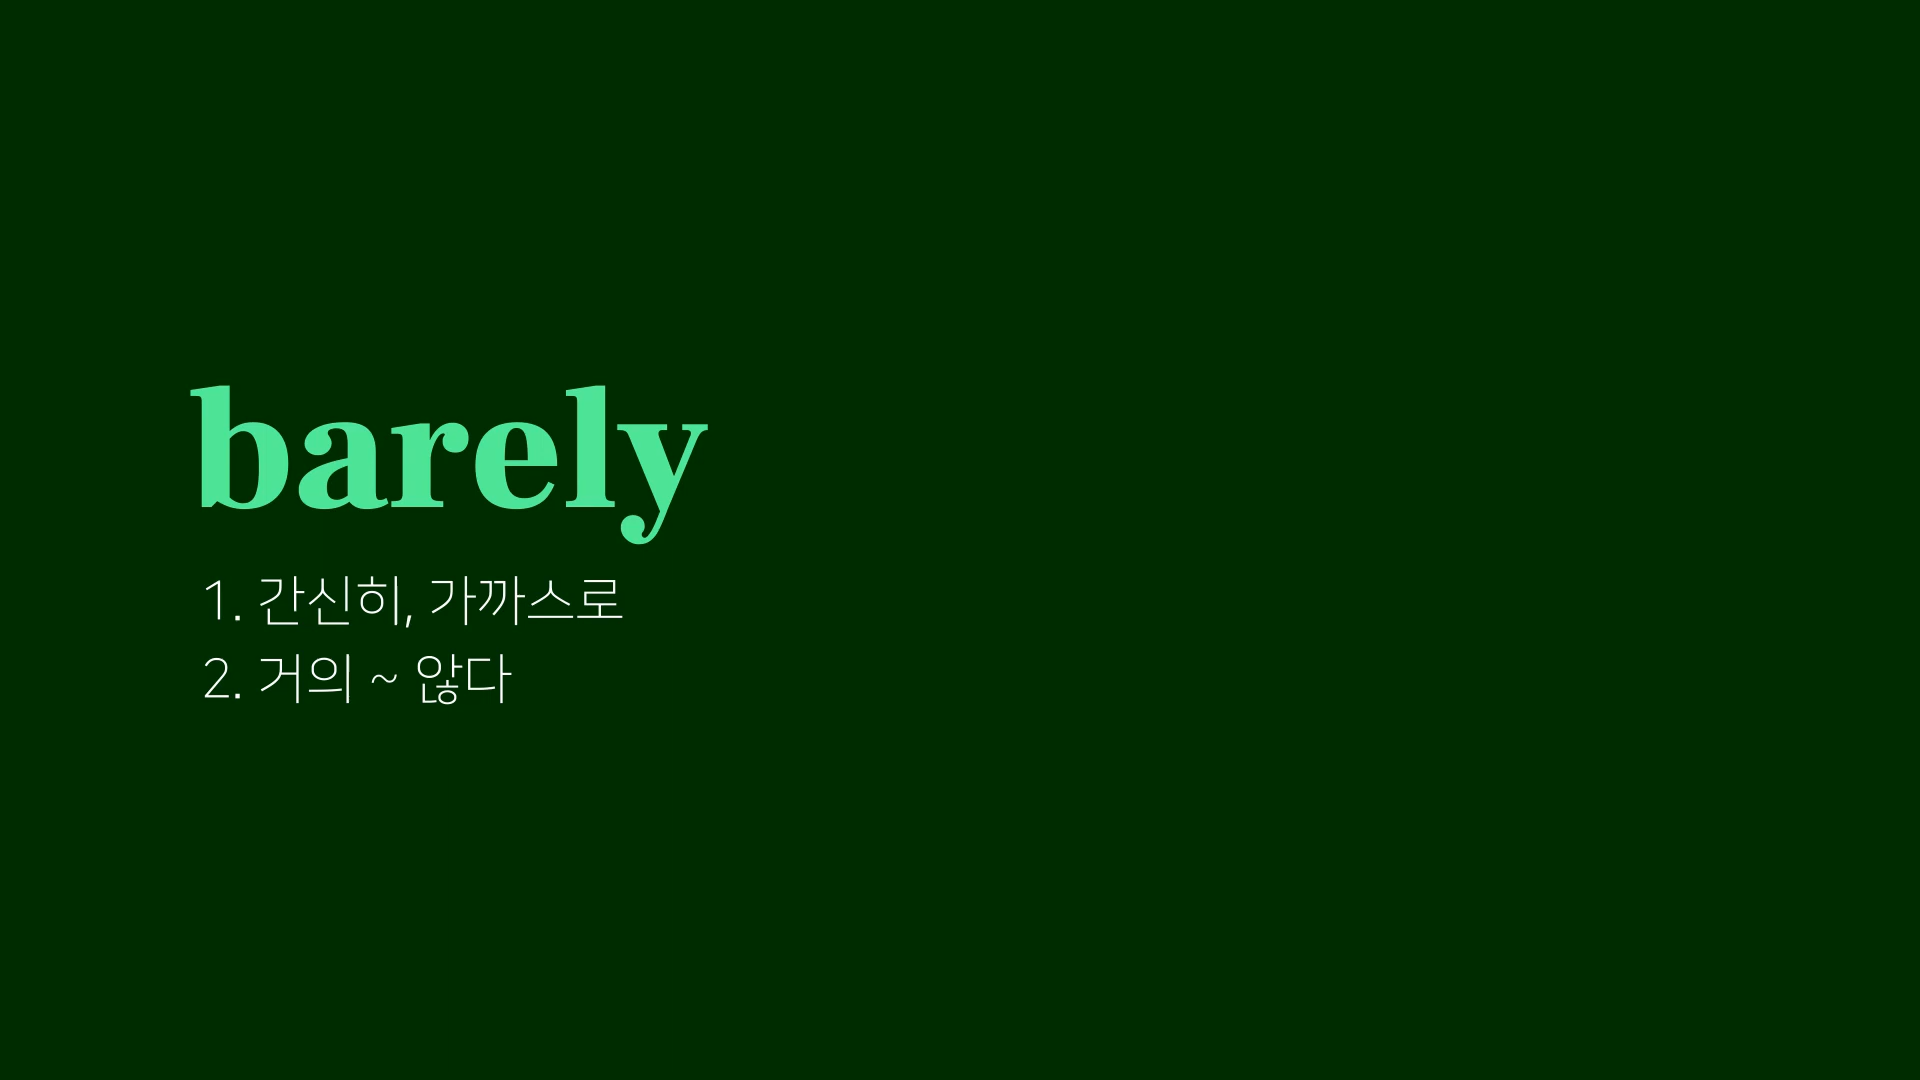 barely
1. 간신히, 가까스로
2. 거의 ~ 않다